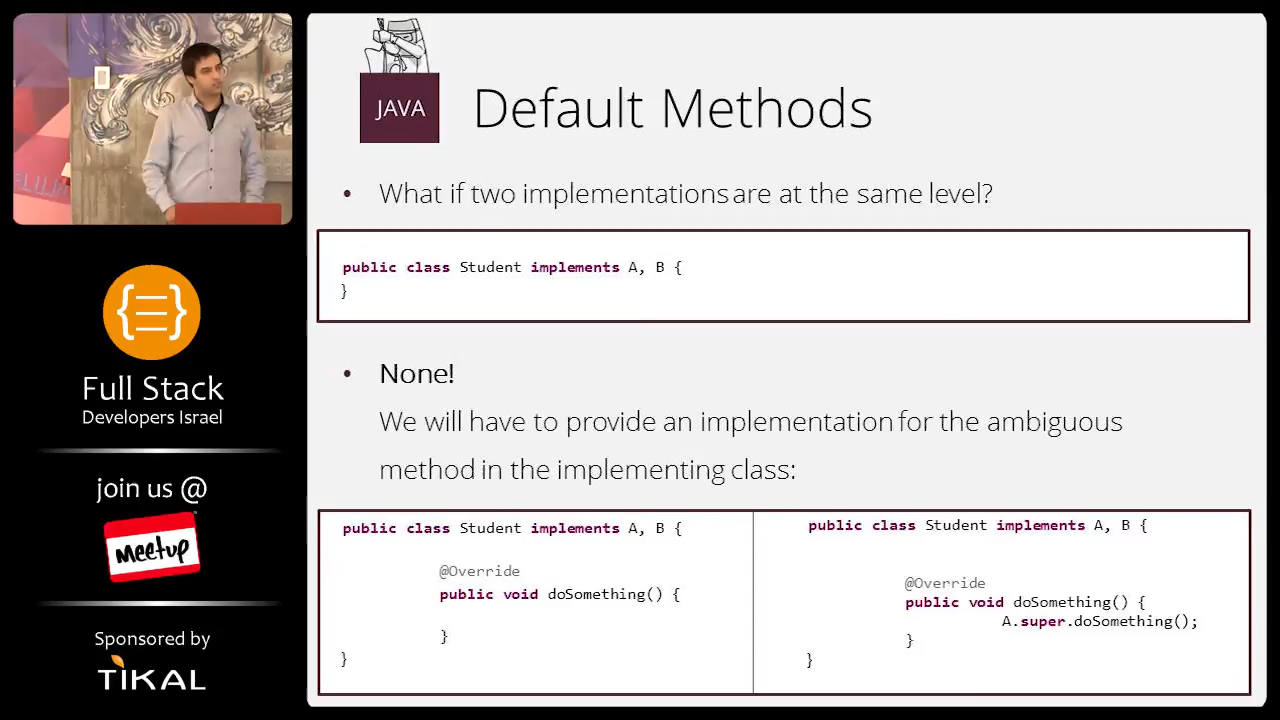 JAVA
Default Methods
• What if two implementations are at the same level?
public class Student implements A, B {
}
• None!
We will have to provide an implementation for the ambiguous
method in the implementing class:
public class Student implements A, B {
@Override
public void doSomething() {
}
}
public class Student implements A, B {
@Override
public void doSomething() {
A.super.doSomething();
}
}
{≡}
Full Stack
Developers Israel
join us @
Meetup
Sponsored by
TIKAL